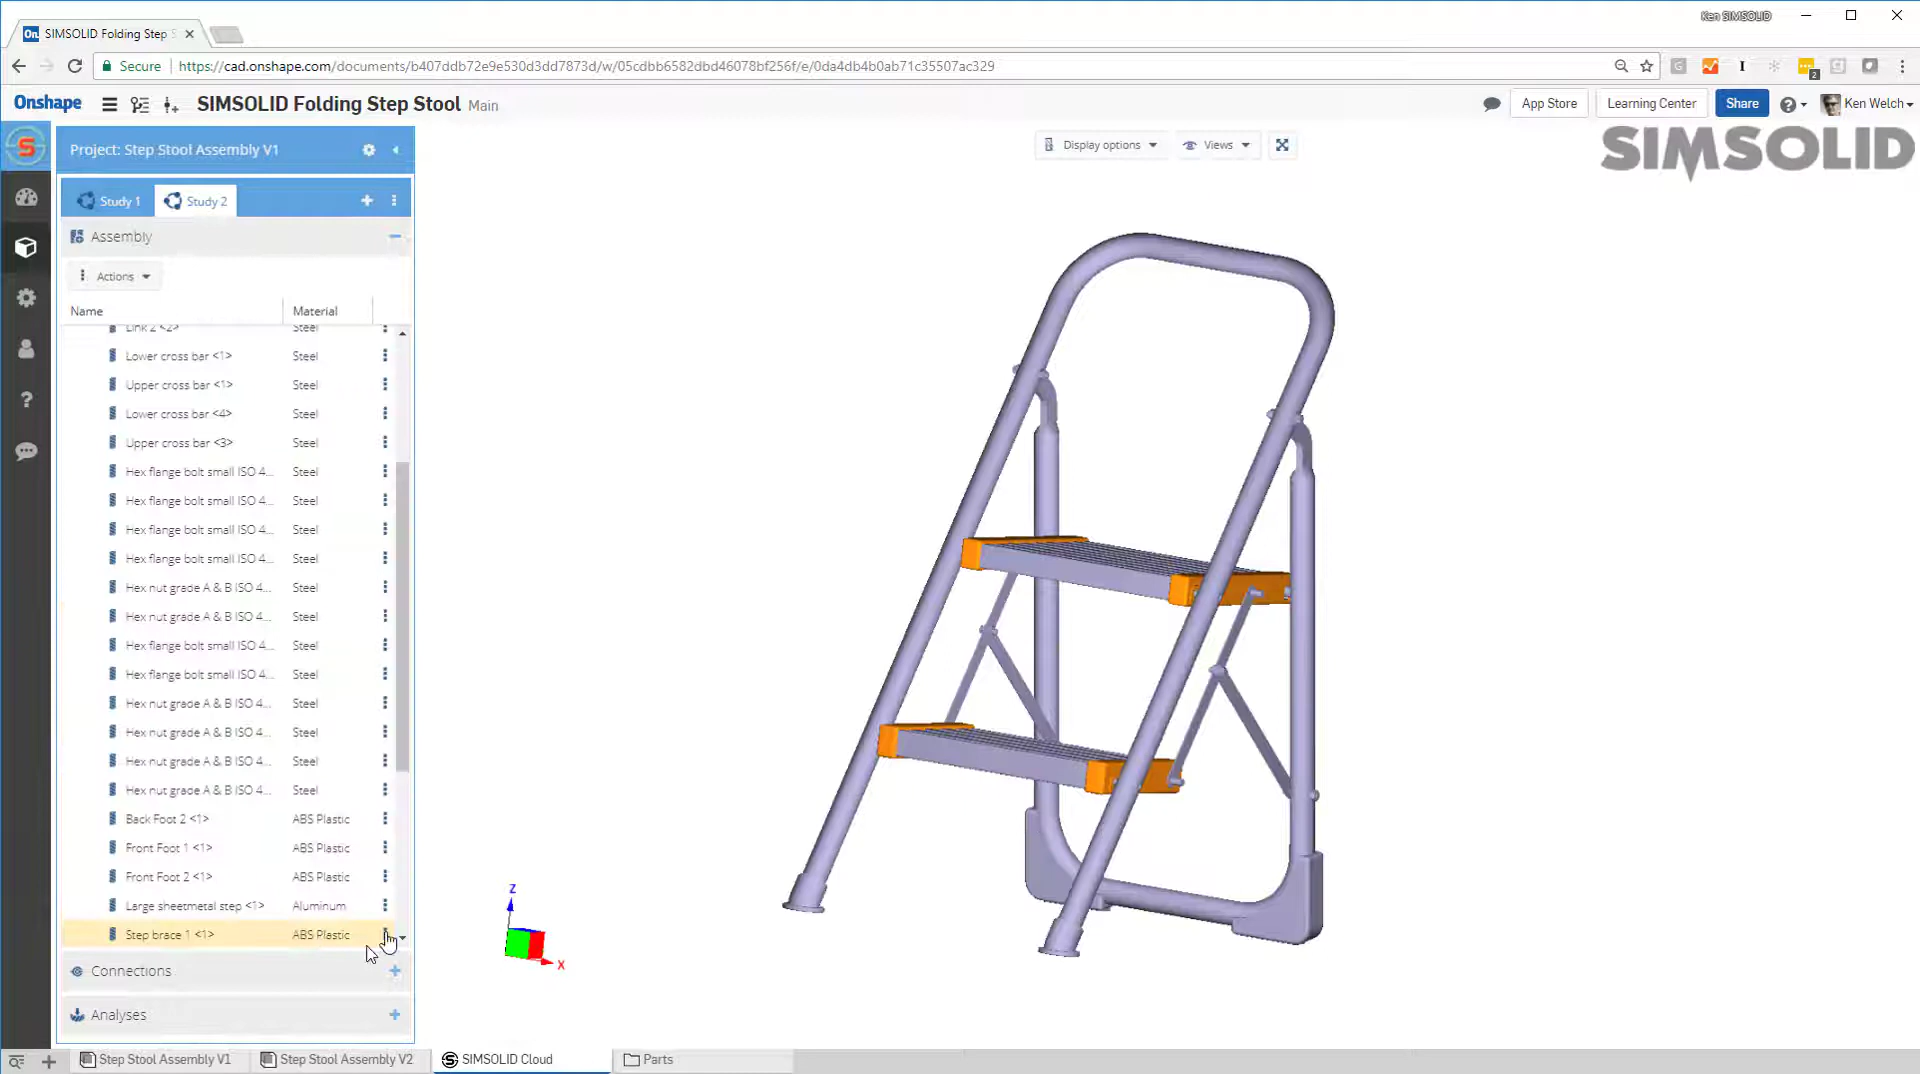 Ken SIMSOLID
On. SIMSOLID Folding Step S
Secure https://cad.onshape.com/documents/b407ddb72e9e530d3dd7873d/w/05cdbb6582dbd46078bf256f/e/0da4db4b0ab71c35507ac329
2
Onshape SIMSOLID Folding Step Stool Main App Store Learning Center Share Ken Welch
SIMSOLID
Project: Step Stool Assembly V1
Display options Views
Study 1 Study 2
Assembly
Actions
Name Material
Link 2 <2> Steel
Lower cross bar <1> Steel
Upper cross bar <1> Steel
Lower cross bar <4> Steel
Upper cross bar <3> Steel
Hex flange bolt small ISO 4... Steel
Hex flange bolt small ISO 4... Steel
Hex flange bolt small ISO 4... Steel
Hex flange bolt small ISO 4... Steel
Hex nut grade A & B ISO 4... Steel
Hex nut grade A & B ISO 4... Steel
Hex flange bolt small ISO 4... Steel
Hex flange bolt small ISO 4... Steel
Hex nut grade A & B ISO 4... Steel
Hex nut grade A & B ISO 4... Steel
Hex nut grade A & B ISO 4... Steel
Hex nut grade A & B ISO 4... Steel
Back Foot 2 <1> ABS Plastic
Front Foot 1 <1> ABS Plastic
Front Foot 2 <1> ABS Plastic
Large sheetmetal step <1> Aluminum
Step brace 1 <1> ABS Plastic
Connections
Analyses
Z
X
Step Stool Assembly V1 Step Stool Assembly V2 SIMSOLID Cloud Parts